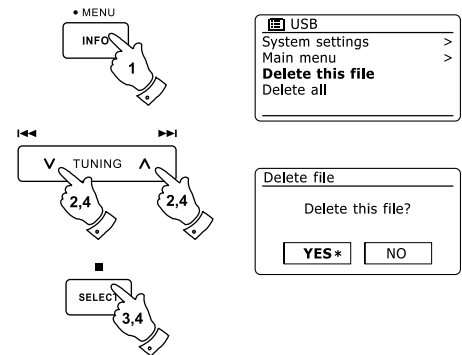 • MENU
INFO
1
USB
System settings >
Main menu >
Delete this file
Delete all
V TUNING Λ
2,4 2,4
Delete file
Delete this file?
YES* NO
SELECT
3,4